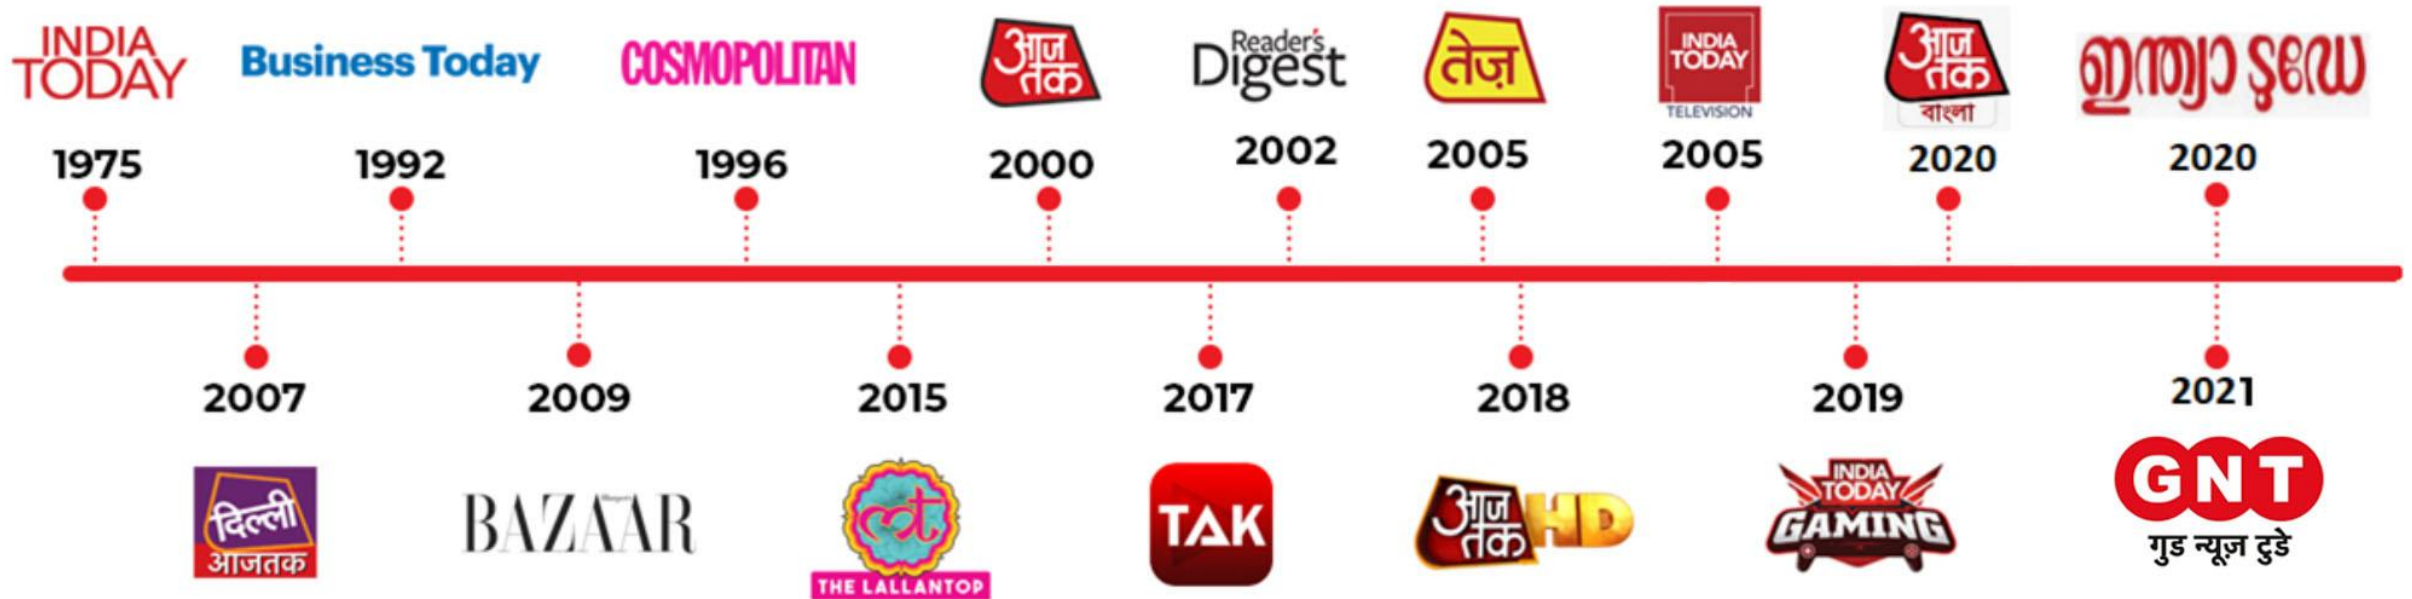 INDIA
TODAY
Business Today
COSMOPOLITAN
आज
तक
Reader's
Digest
तेज़
INDIA
TODAY
TELEVISION
आज
तक
বাংলা
ഇന്ത്യാ ടുഡേ
1975
1992
1996
2000
2002
2005
2005
2020
2020
2007
2009
2015
2017
2018
2019
2021
दिल्ली
आजतक
BAZAAR
lt
THE LALLANTOP
TAK
आज
तक
HD
INDIA
TODAY
GAMING
GNT
गुड न्यूज़ टुडे